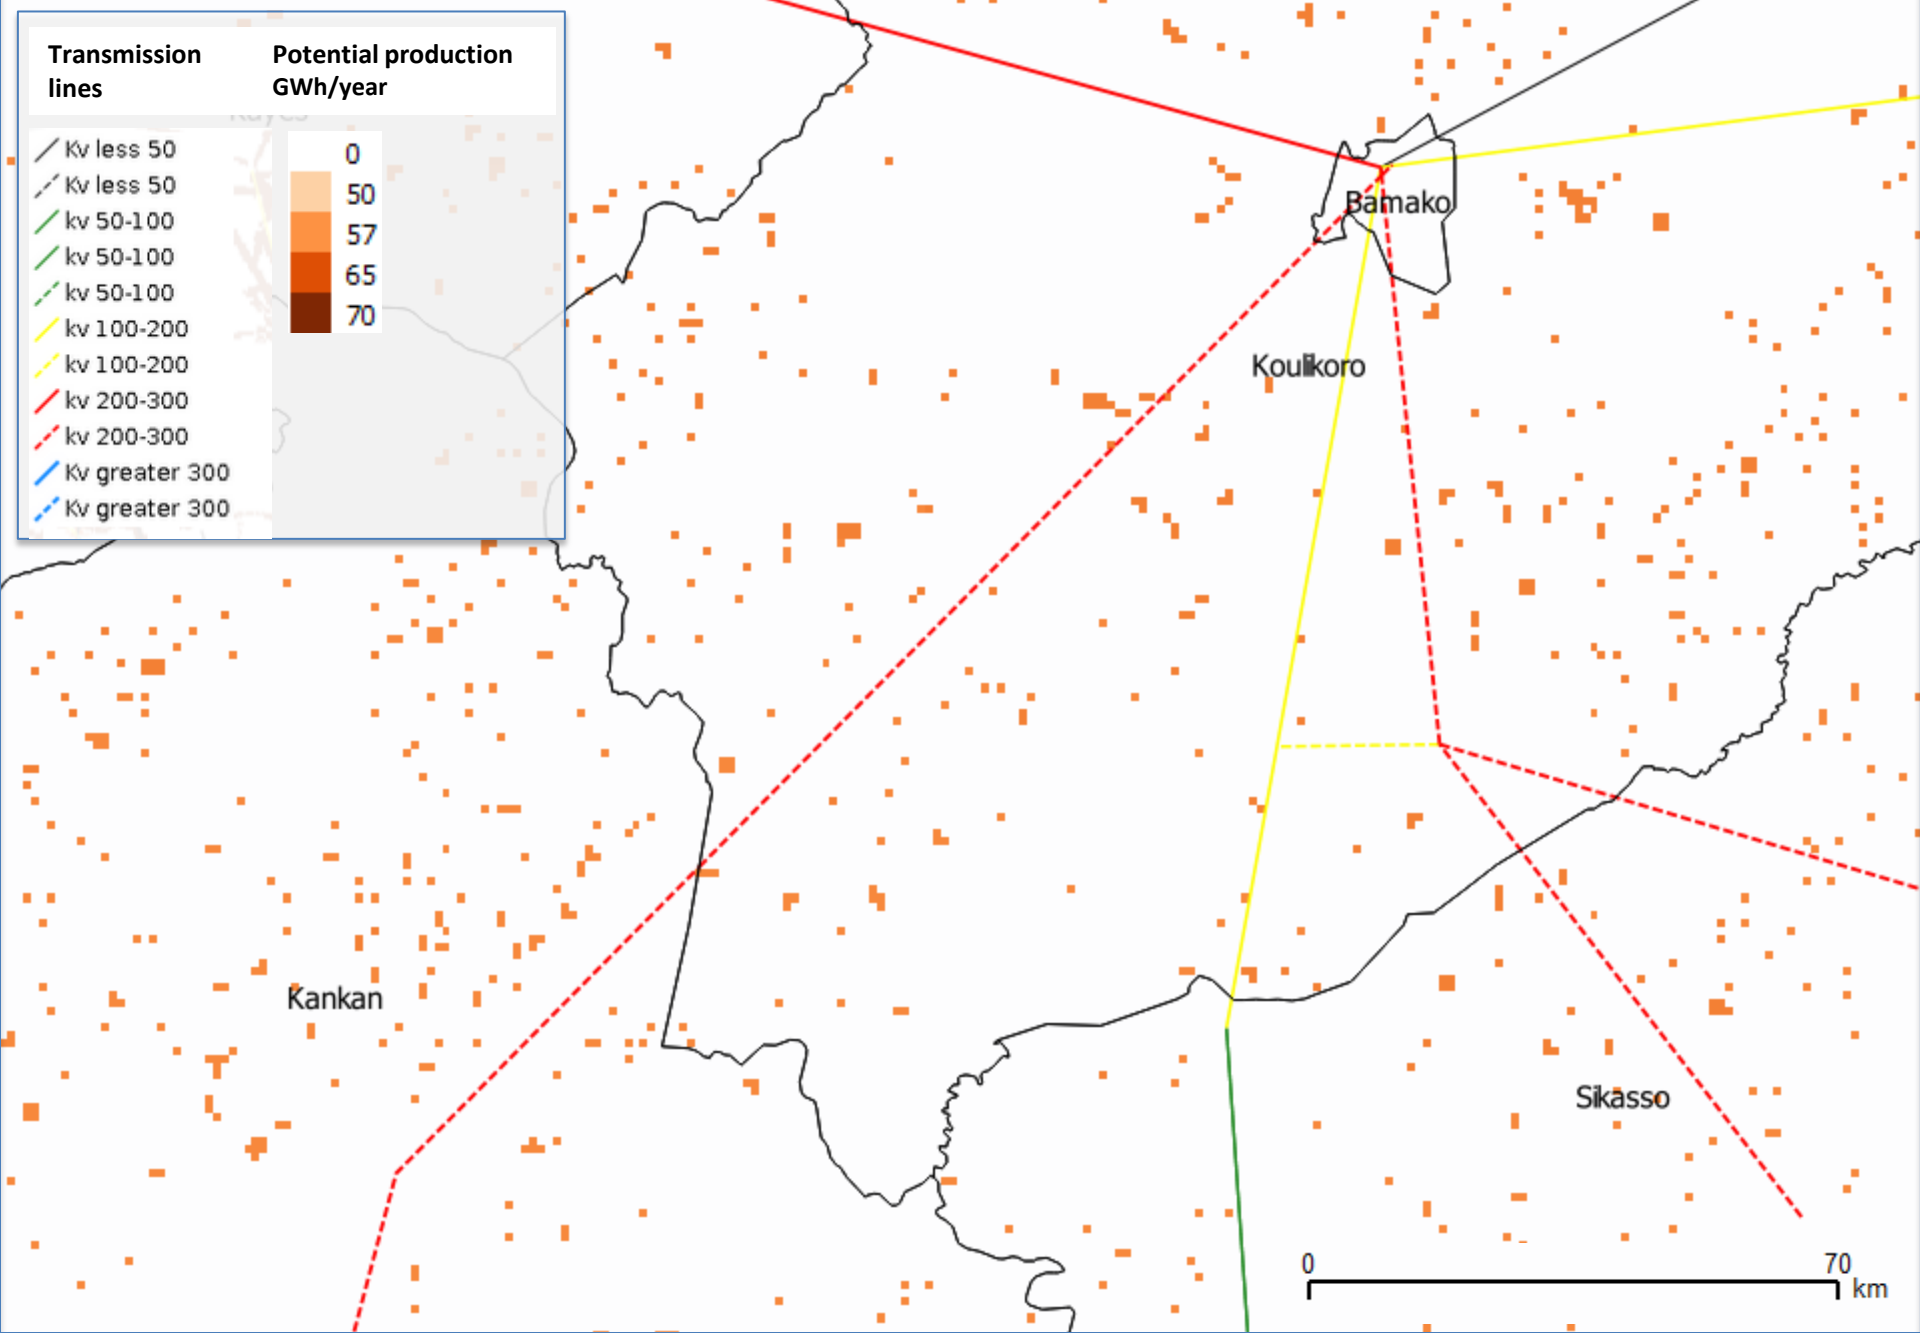 Transmission
lines
Potential production
GWh/year
Kayes
Kv less 50
Kv less 50
kv 50-100
kv 50-100
kv 50-100
kv 100-200
kv 100-200
kv 200-300
kv 200-300
Kv greater 300
Kv greater 300
0
50
57
65
70
Bamako
Koulikoro
Kankan
Sikasso
0
70
km